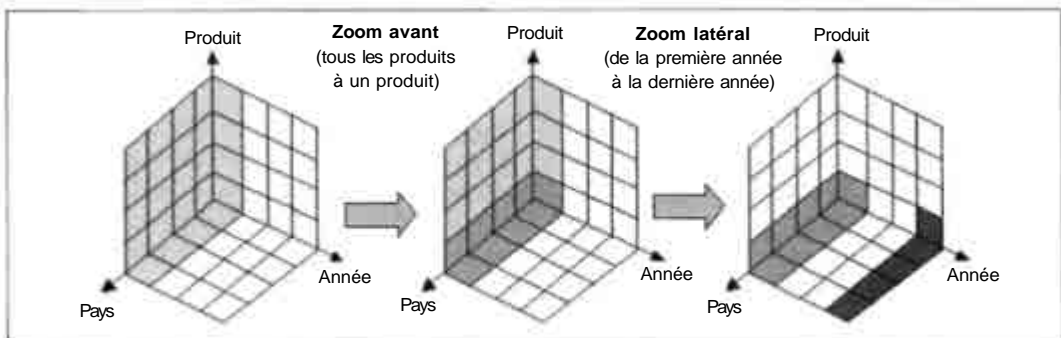 Produit
Zoom avant
(tous les produits
à un produit)
Produit
Zoom latéral
(de la première année
à la dernière année)
Produit
Année
Pays
Année
Pays
Année
Pays